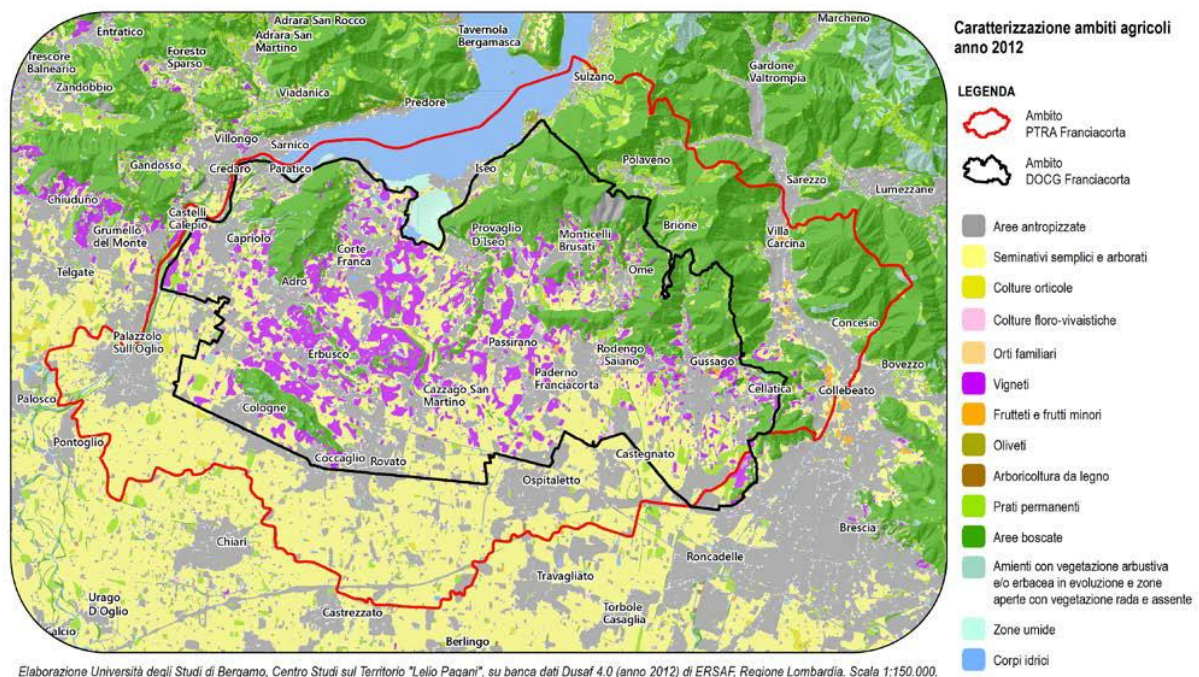 Entratico
Adrara San Rocco
Adrara San
Martino
Tavernola
Bergamasca
Marcheno
Foresto
Sparso
Trescore
Balneario
Zandobbio
Viadanica
Predore
Sulzano
Gardone
Valtrompia
Villongo
Sarnico
Gandosso
Credaro
Paratico
Iseo
Polaveno
Sarezzo
Lumezzane
Chiuduno
Castelli
Calepio
Grumello
del Monte
Capriolo
Provaglio
D'Iseo
Monticelli
Brusati
Brione
Villa
Carcina
Corte
Franca
Telgate
Adro
Ome
Concesio
Palazzolo
Sull'Oglio
Erbusco
Passirano
Rodengo
Saiano
Gussago
Bovezzo
Paderno
Franciacorta
Cellatica
Collebeato
Palosco
Cazzago San
Martino
Cologne
Pontoglio
Coccaglio
Rovato
Castegnato
Ospitaletto
Brescia
Chiari
Roncadelle
Travagliato
Urago
D'Oglio
Castrezzato
Torbole
Casaglia
Calcio
Berlingo
Caratterizzazione ambiti agricoli
anno 2012
LEGENDA
Ambito
PTRA Franciacorta
Ambito
DOCG Franciacorta
Aree antropizzate
Seminativi semplici e arborati
Colture orticole
Colture floro-vivaistiche
Orti familiari
Vigneti
Frutteti e frutti minori
Oliveti
Arboricoltura da legno
Prati permanenti
Aree boscate
Amienti con vegetazione arbustiva
e/o erbacea in evoluzione e zone
aperte con vegetazione rada e assente
Zone umide
Corpi idrici
Elaborazione Università degli Studi di Bergamo, Centro Studi sul Territorio "Lelio Pagani", su banca dati Dusaf 4.0 (anno 2012) di ERSAF, Regione Lombardia. Scala 1:150.000.